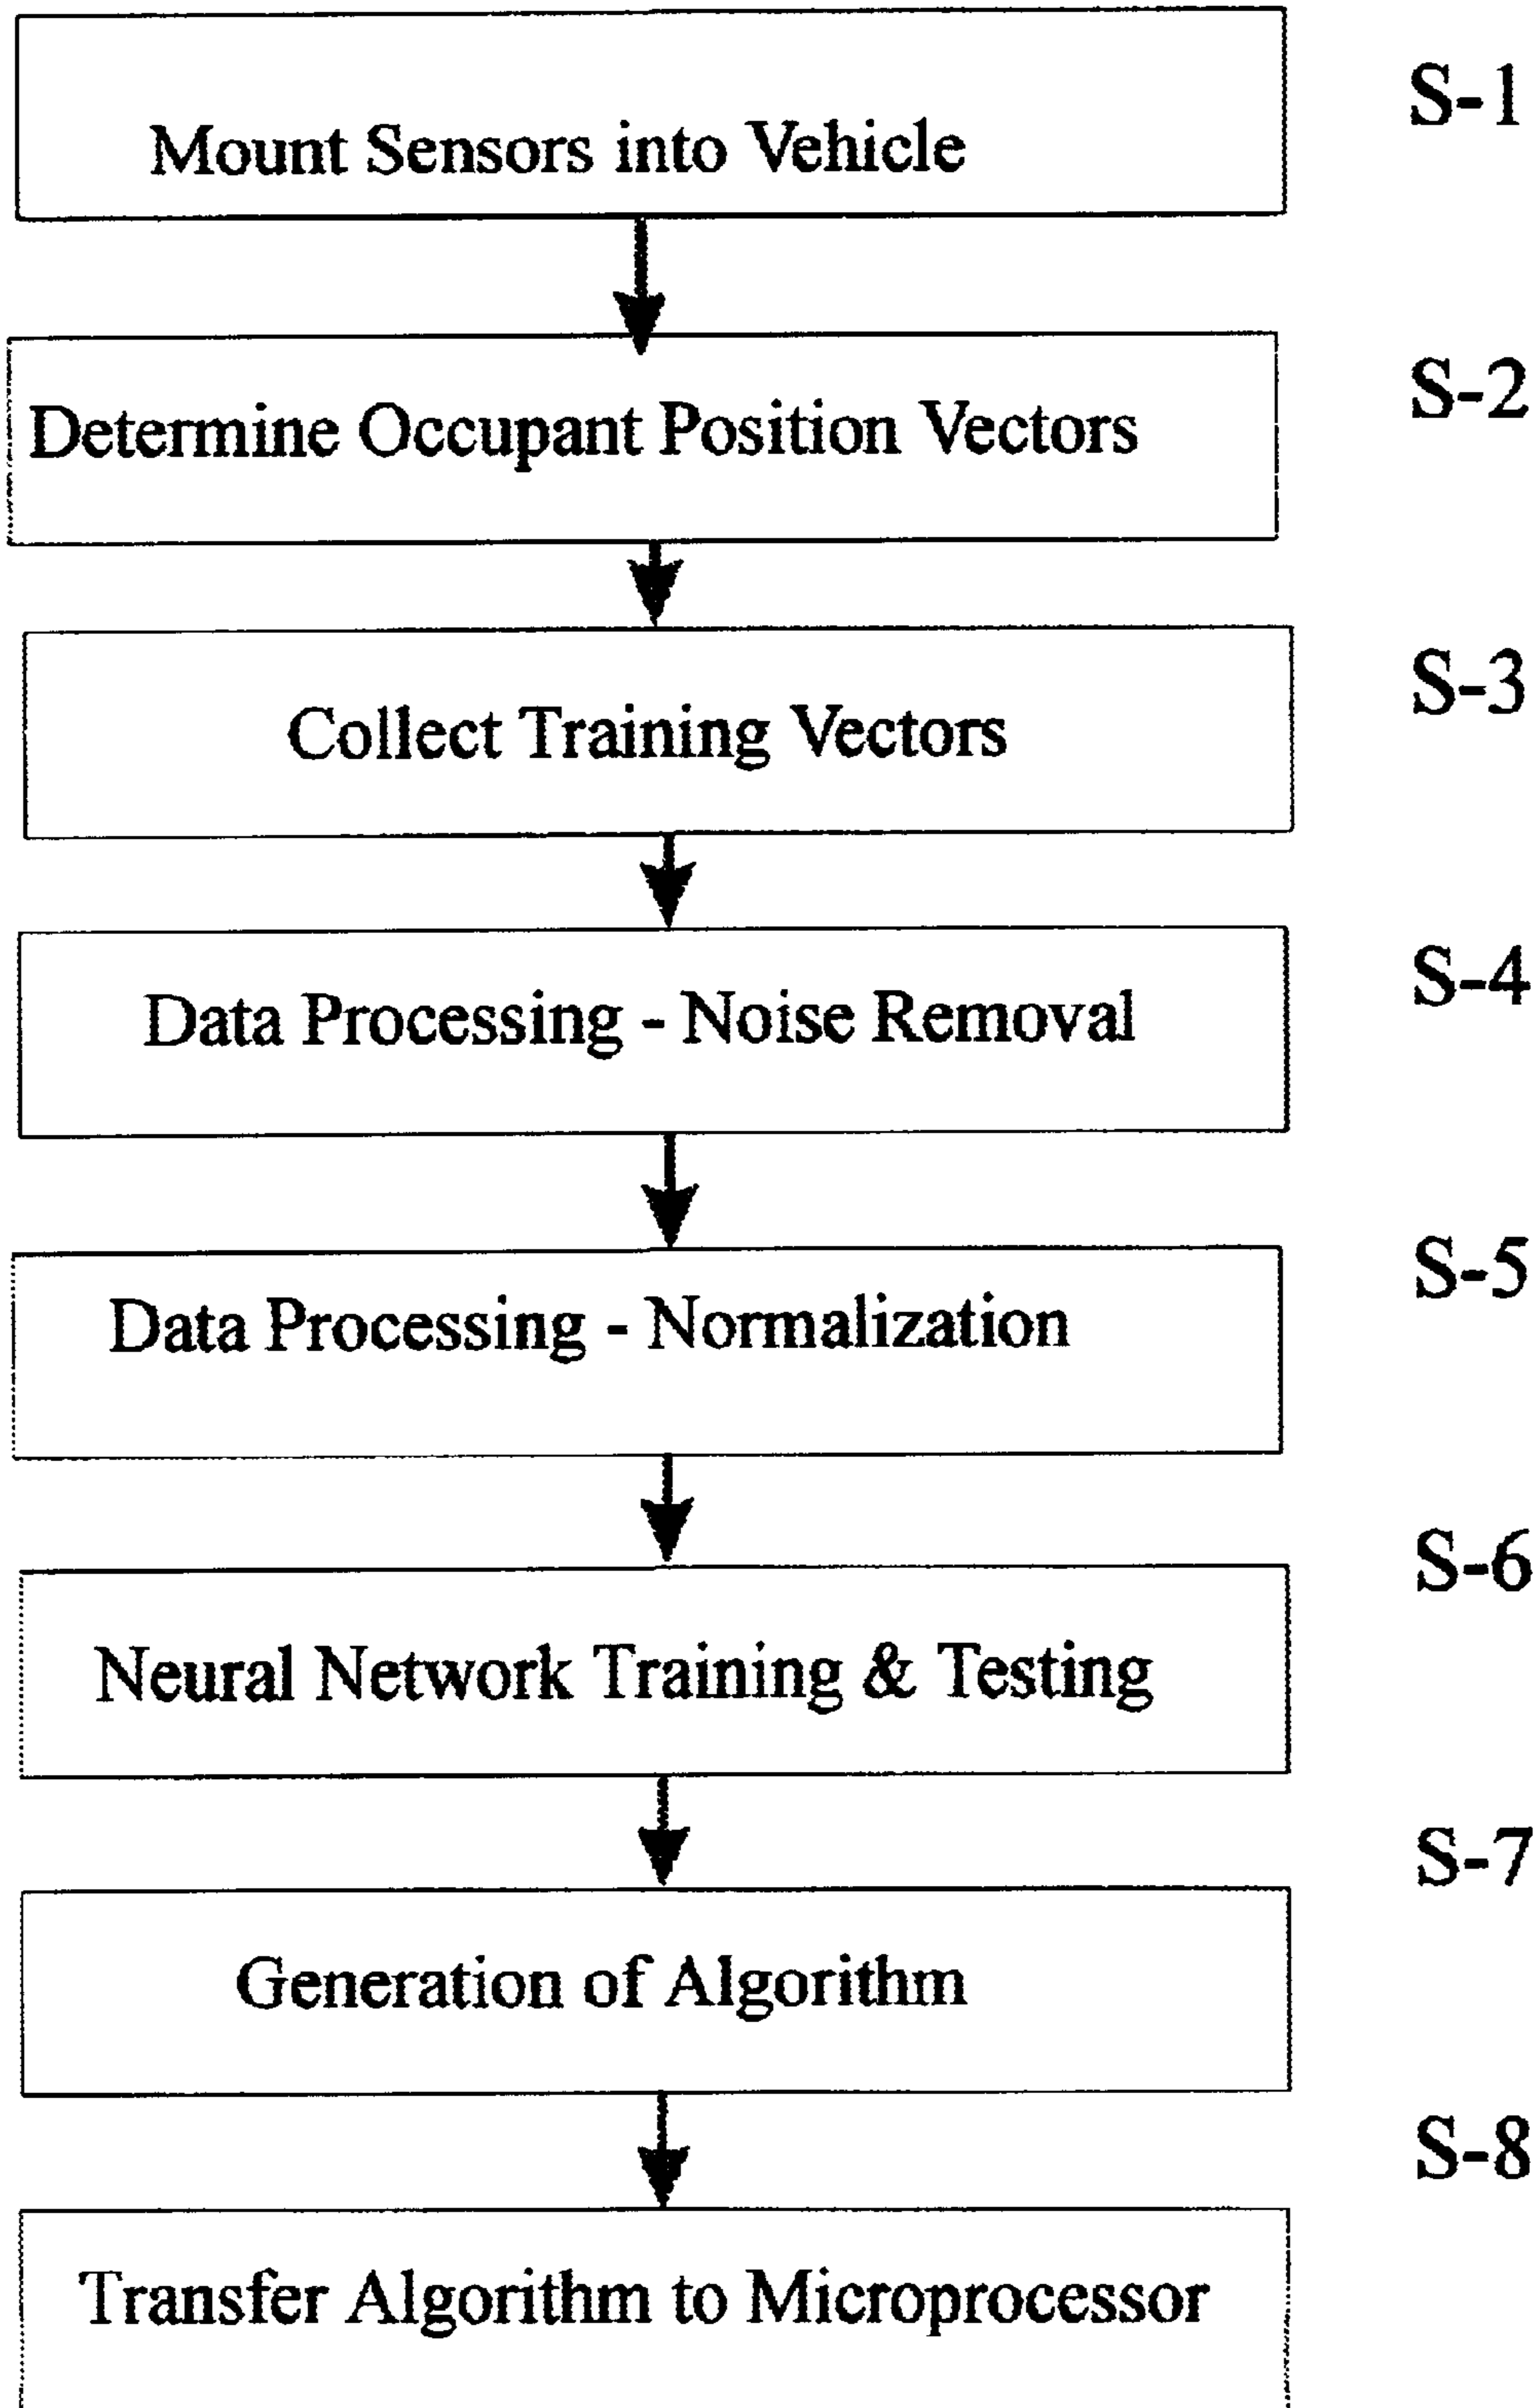 S-1
Mount Sensors into Vehicle
S-2
Determine Occupant Position Vectors
S-3
Collect Training Vectors
S-4
Data Processing - Noise Removal
S-5
Data Processing - Normalization
S-6
Neural Network Training & Testing
S-7
Generation of Algorithm
S-8
Transfer Algorithm to Microprocessor